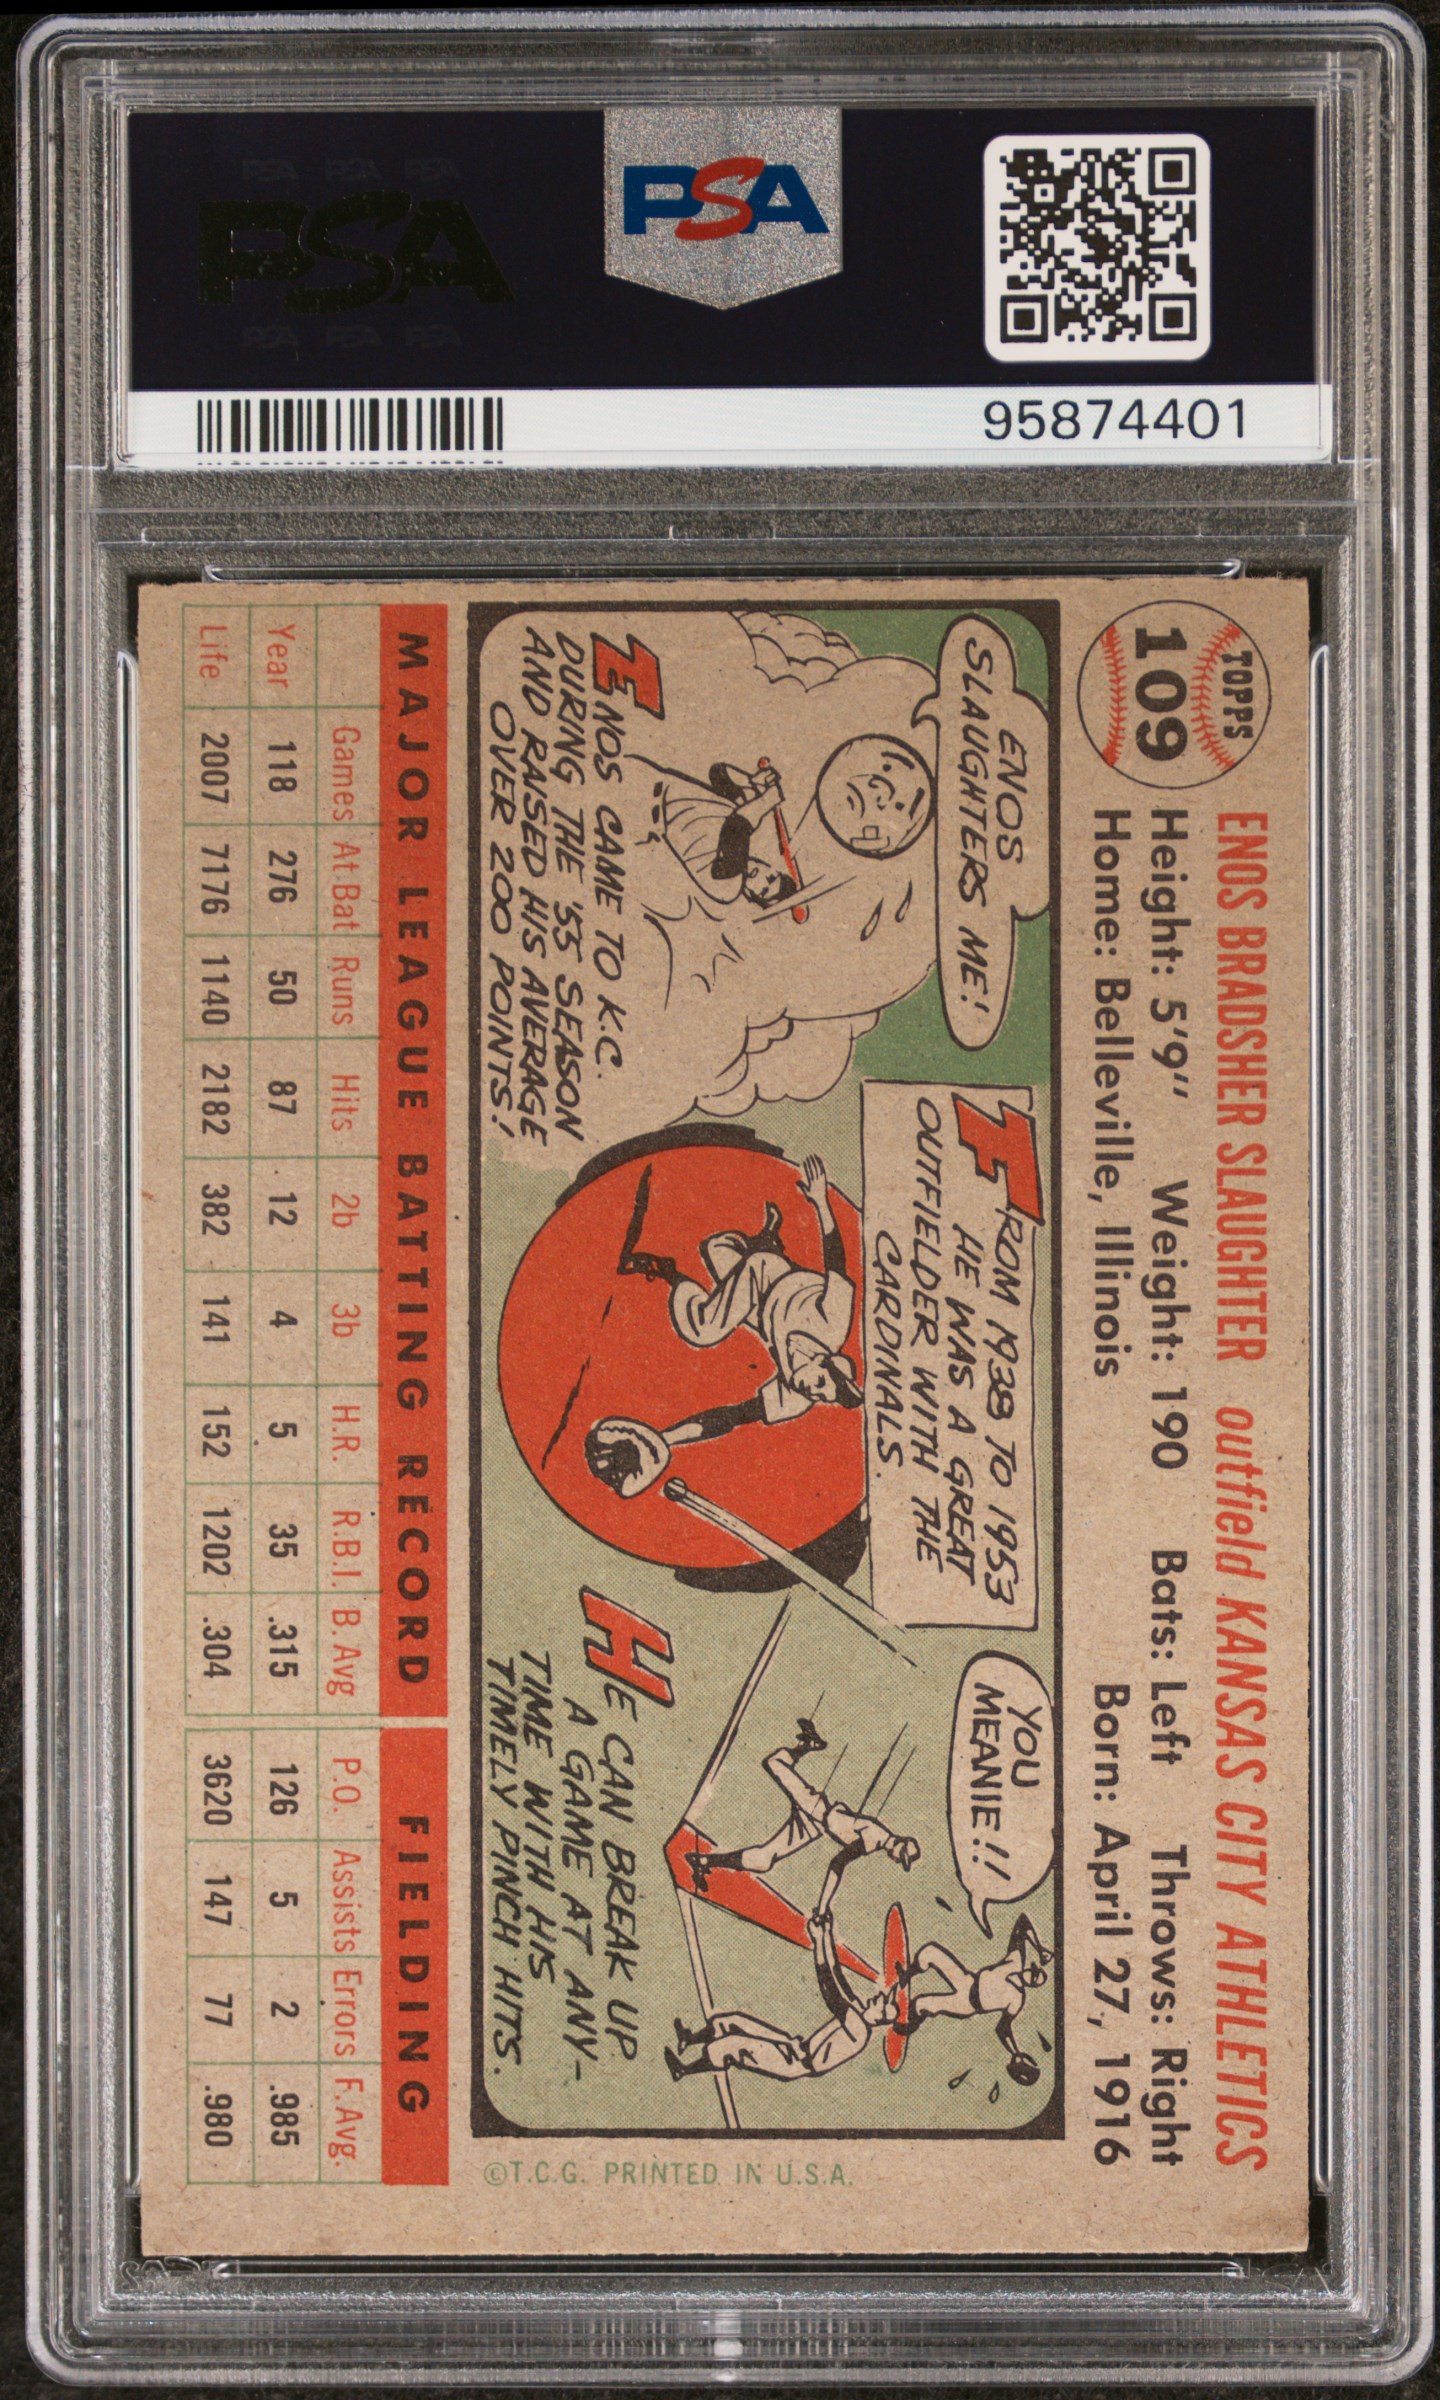 PSA
95874401
TOPPS
109
ENOS BRADSHER SLAUGHTER outfield KANSAS CITY ATHLETICS
Height: 5'9" Weight: 190 Bats: Left Throws: Right
Home: Belleville, Illinois Born: April 27, 1916
ENOS
SLAUGHTERS ME!
ENOS CAME TO K.C.
DURING THE '55 SEASON
AND RAISED HIS AVERAGE
OVER 200 POINTS!
FROM 1938 TO 1953
HE WAS A GREAT
OUTFIELDER WITH THE
CARDINALS.
YOU
MEANIE!!
HE CAN BREAK UP
A GAME AT ANY-
TIME WITH HIS
TIMELY PINCH HITS.
©T.C.G. PRINTED IN U.S.A.
MAJOR LEAGUE BATTING RECORD FIELDING
Games At Bat Runs Hits 2b 3b H.R. R.B.I. B. Avg P.O. Assists Errors F. Avg.
Year 118 276 50 87 12 4 5 35 .315 126 5 2 .985
Life 2007 7176 1140 2182 382 141 152 1202 .304 3620 147 77 .980